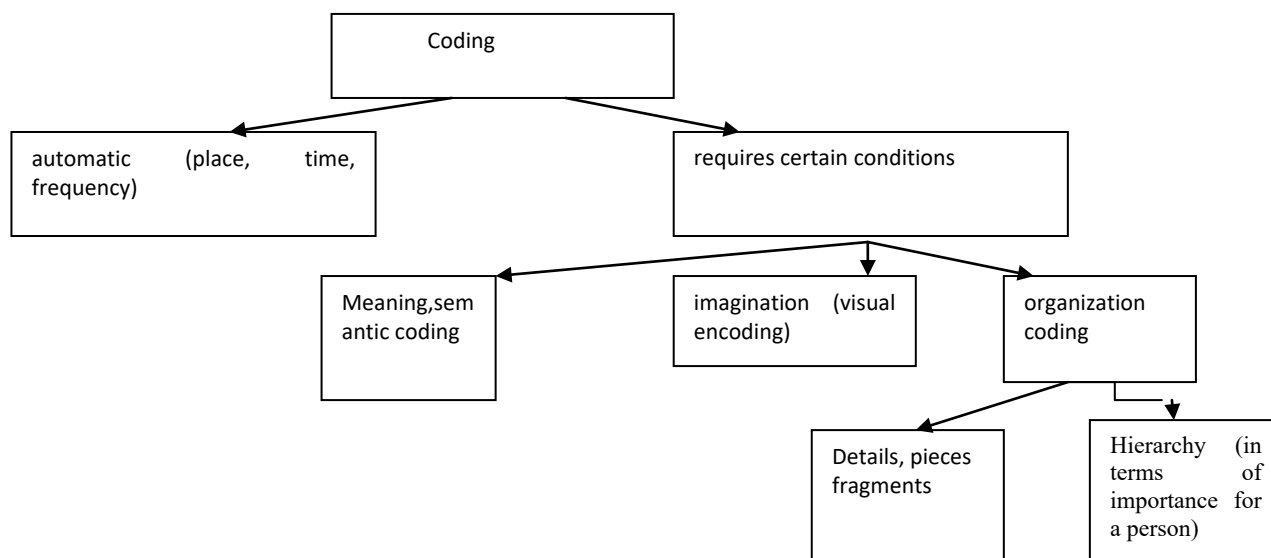 Coding
automatic (place, time,
frequency)
requires certain conditions
Meaning,sem
antic coding
imagination (visual
encoding)
organization
coding
Details, pieces
fragments
Hierarchy (in
terms of
importance for
a person)